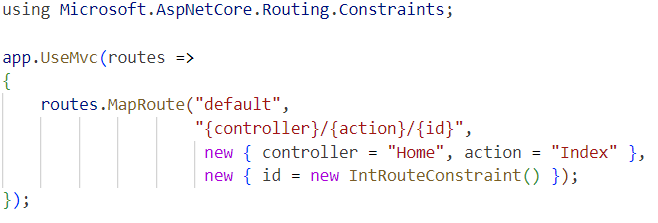 using Microsoft.AspNetCore.Routing.Constraints;
app.UseMvc(routes =>
{
routes.MapRoute("default",
"{controller}/{action}/{id}",
new { controller = "Home", action = "Index" },
new { id = new IntRouteConstraint() });
});